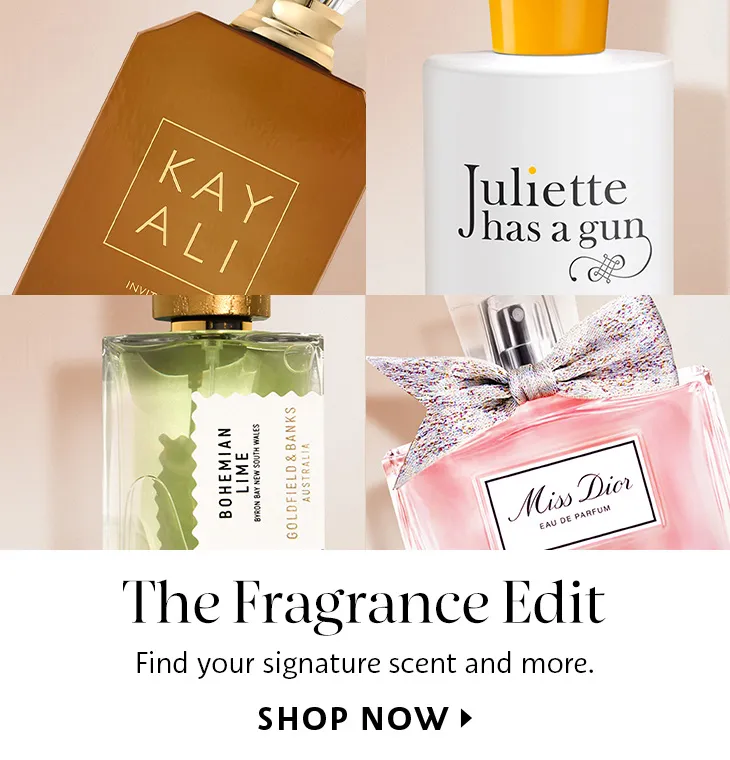 KAY
ALI
Juliette
has a gun
BOHEMIAN
LIME
BYRON BAY NEW SOUTH WALES
GOLDFIELD & BANKS
AUSTRALIA
Miss Dior
EAU DE PARFUM
The Fragrance Edit
Find your signature scent and more.
SHOP NOW